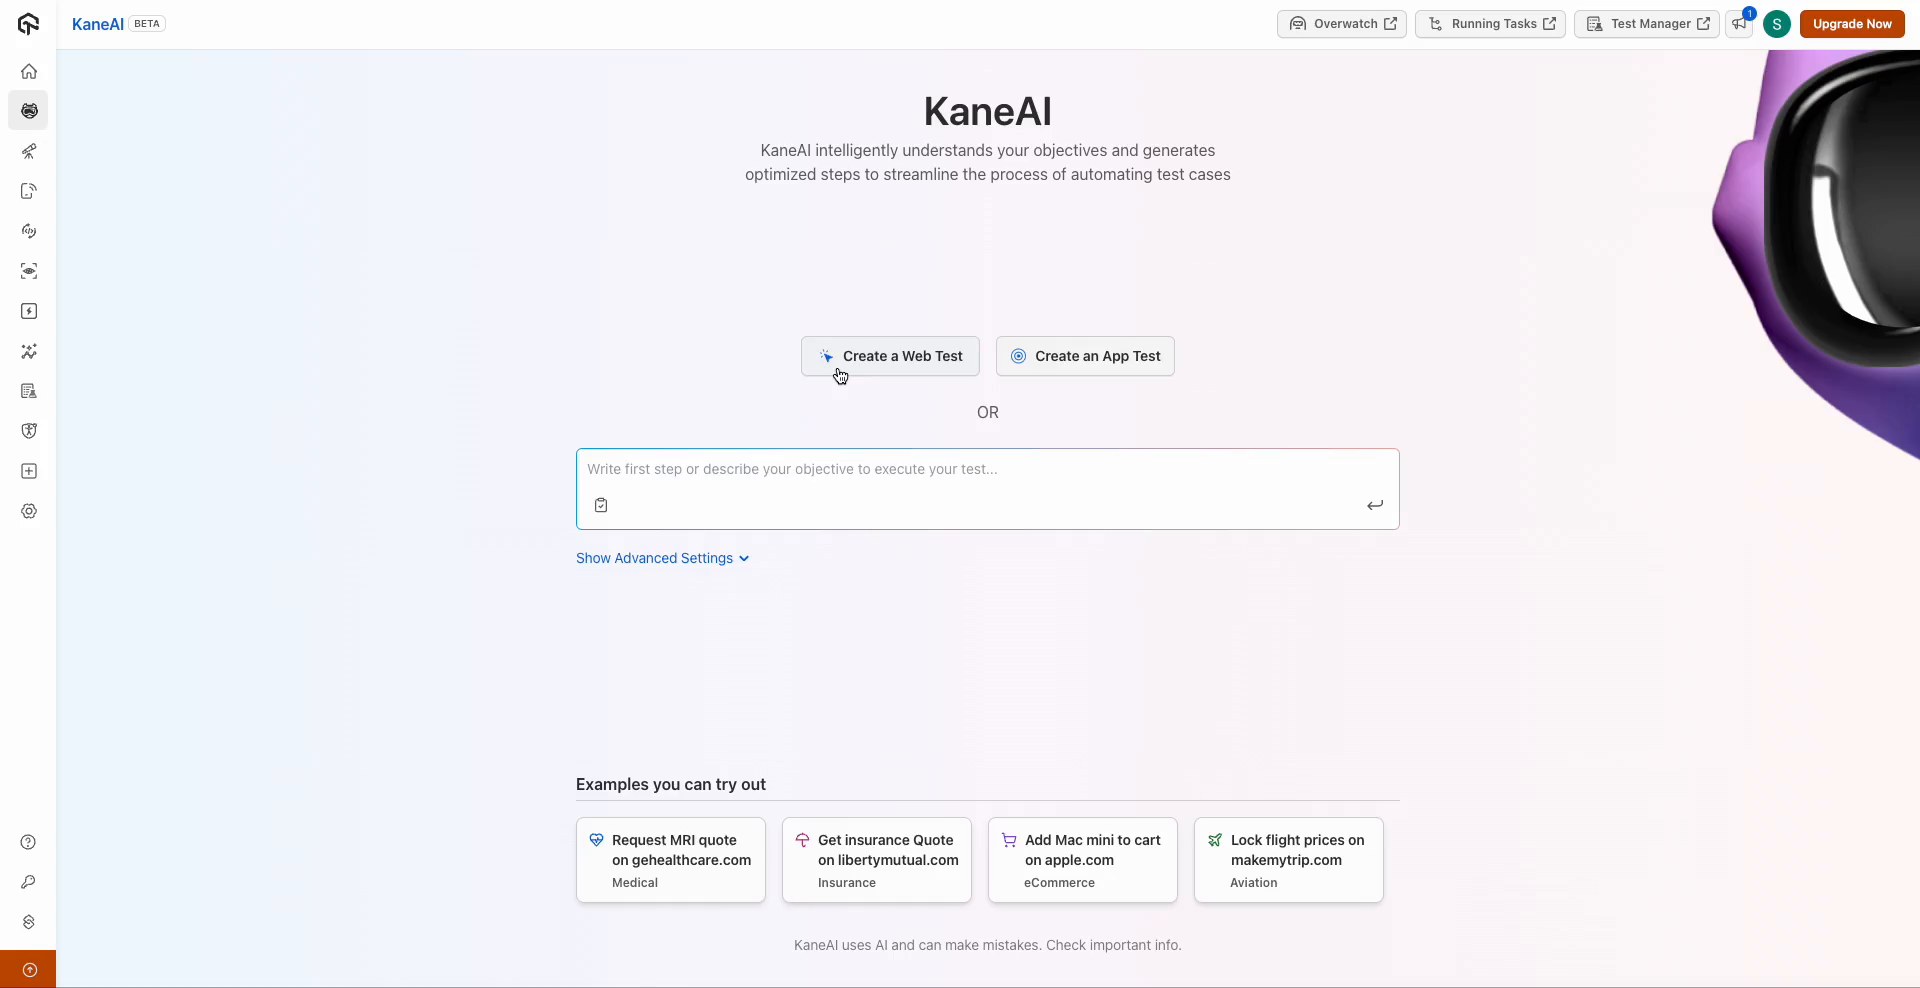 KaneAI BETA
Overwatch
Running Tasks
Test Manager
1
S
Upgrade Now
KaneAI
KaneAI intelligently understands your objectives and generates
optimized steps to streamline the process of automating test cases
Create a Web Test
Create an App Test
OR
Write first step or describe your objective to execute your test...
Show Advanced Settings
Examples you can try out
Request MRI quote
on gehealthcare.com
Medical
Get insurance Quote
on libertymutual.com
Insurance
Add Mac mini to cart
on apple.com
eCommerce
Lock flight prices on
makemytrip.com
Aviation
KaneAI uses AI and can make mistakes. Check important info.